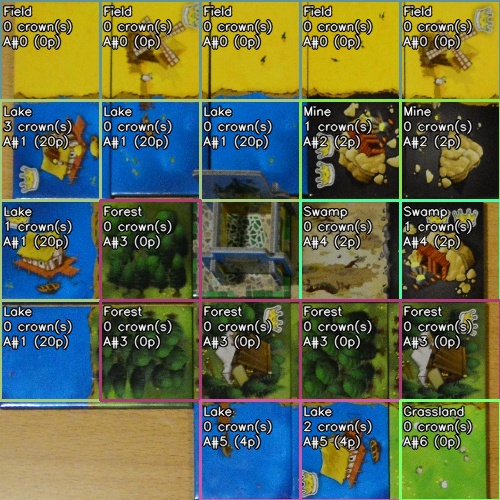 Field
0 crown(s)
A#0 (0p)
Field
0 crown(s)
A#0 (0p)
Field
0 crown(s)
A#0 (0p)
Field
0 crown(s)
A#0 (0p)
Field
0 crown(s)
A#0 (0p)
Lake
3 crown(s)
A#1 (20p)
Lake
0 crown(s)
A#1 (20p)
Lake
0 crown(s)
A#1 (20p)
Mine
1 crown(s)
A#2 (2p)
Mine
0 crown(s)
A#2 (2p)
Lake
1 crown(s)
A#1 (20p)
Forest
0 crown(s)
A#3 (0p)
Swamp
0 crown(s)
A#4 (2p)
Swamp
1 crown(s)
A#4 (2p)
Lake
0 crown(s)
A#1 (20p)
Forest
0 crown(s)
A#3 (0p)
Forest
0 crown(s)
A#3 (0p)
Forest
0 crown(s)
A#3 (0p)
Forest
0 crown(s)
A#3 (0p)
Lake
0 crown(s)
A#5 (4p)
Lake
2 crown(s)
A#5 (4p)
Grassland
0 crown(s)
A#6 (0p)